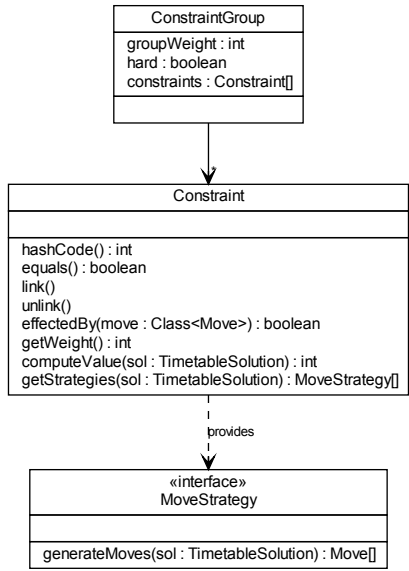 ConstraintGroup
groupWeight : int
hard : boolean
constraints : Constraint[]
*
Constraint
hashCode() : int
equals() : boolean
link()
unlink()
effectedBy(move : Class<Move>) : boolean
getWeight() : int
computeValue(sol : TimetableSolution) : int
getStrategies(sol : TimetableSolution) : MoveStrategy[]
provides
«interface»
MoveStrategy
generateMoves(sol : TimetableSolution) : Move[]